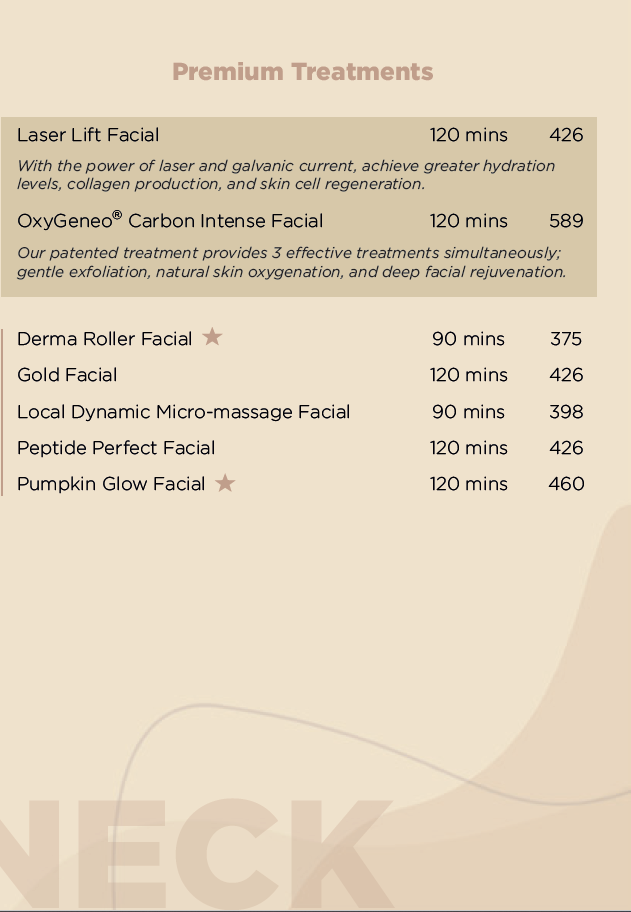 Premium Treatments
Laser Lift Facial 120 mins 426
With the power of laser and galvanic current, achieve greater hydration
levels, collagen production, and skin cell regeneration.
OxyGeneo® Carbon Intense Facial 120 mins 589
Our patented treatment provides 3 effective treatments simultaneously;
gentle exfoliation, natural skin oxygenation, and deep facial rejuvenation.
Derma Roller Facial ★ 90 mins 375
Gold Facial 120 mins 426
Local Dynamic Micro-massage Facial 90 mins 398
Peptide Perfect Facial 120 mins 426
Pumpkin Glow Facial ★ 120 mins 460
NECK